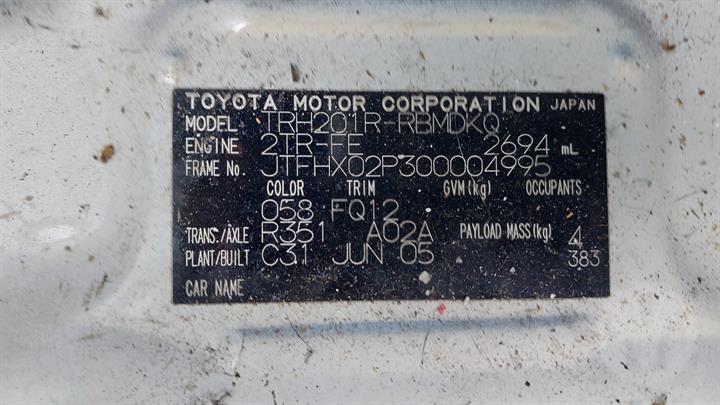 TOYOTA MOTOR CORPORATION JAPAN
MODEL TRH201R-RBMDKQ
ENGINE 2TR-FE 2694 mL
FRAME No. JTFHX02P300004995
COLOR TRIM GVM(kg) OCCUPANTS
058 FQ12
TRANS./AXLE R351 A02A PAYLOAD MASS(kg) 4
PLANT/BUILT C31 JUN 05 383
CAR NAME